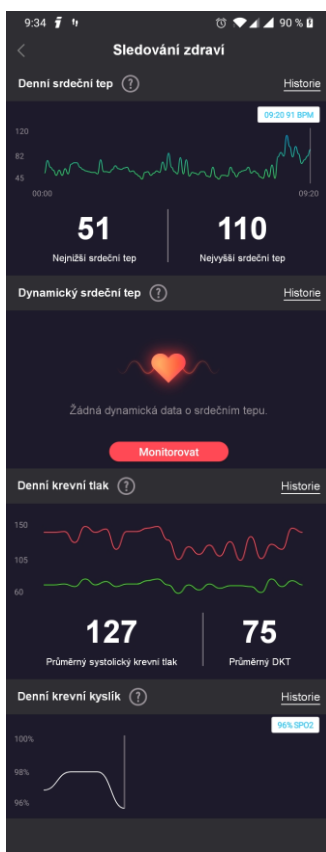 9:34 90 %
Sledování zdraví
Denní srdeční tep ? Historie
09:20 91 BPM
120
82
45
00:00 09:20
51 110
Nejnižší srdeční tep Nejvyšší srdeční tep
Dynamický srdeční tep ? Historie
Žádná dynamická data o srdečním tepu.
Monitorovat
Denní krevní tlak ? Historie
150
105
60
127 75
Průměrný systolický krevní tlak Průměrný DKT
Denní krevní kyslík ? Historie
96% SPO2
100%
98%
96%